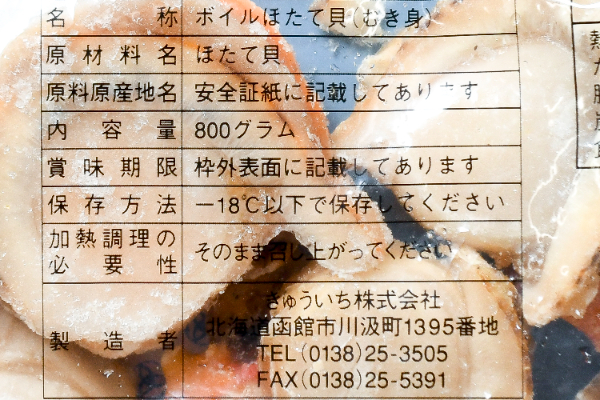 名称 ボイルほたて貝(むき身)
原材料名 ほたて貝
原料原産地名 安全証紙に記載してあります
内容量 800グラム
賞味期限 枠外表面に記載してあります
保存方法 －18℃以下で保存してください
加熱調理の必要性 そのまま召し上がってください
製造者 きゅういち株式会社
北海道函館市川汲町1395番地
TEL(0138)25-3505
FAX(0138)25-5391